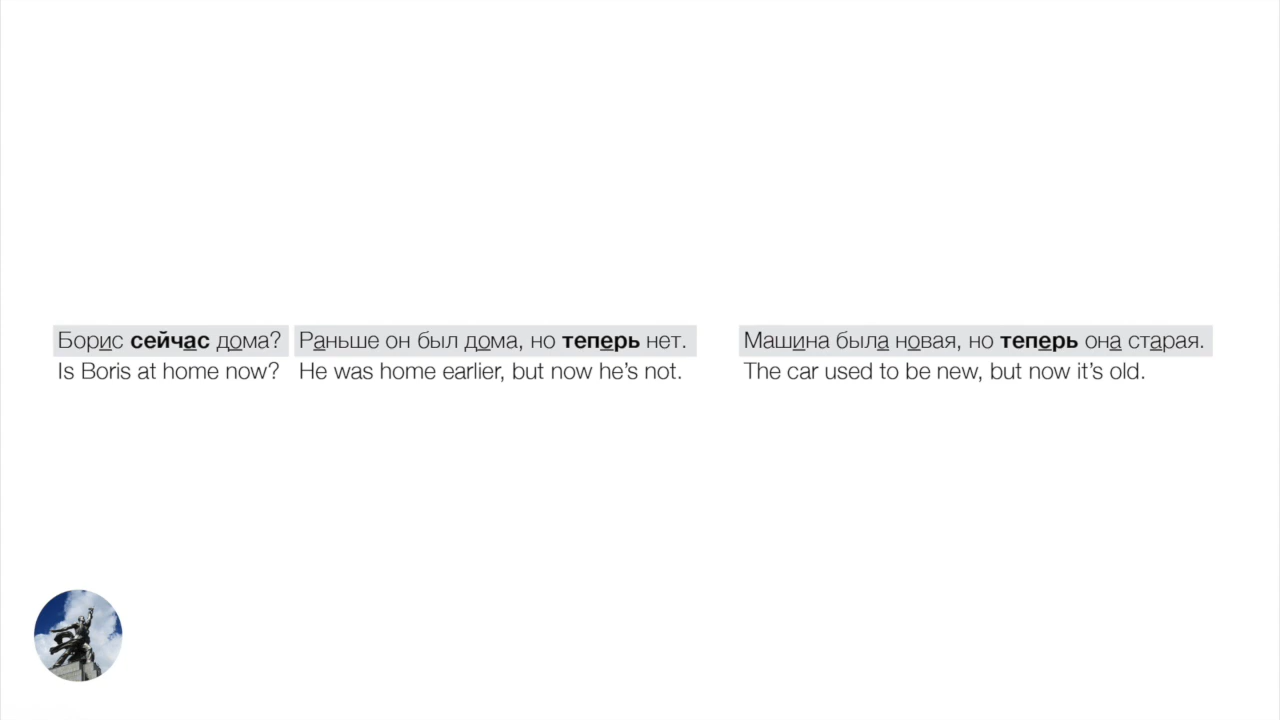 Борис сейчас дома? Раньше он был дома, но теперь нет. Машина была новая, но теперь она старая.
Is Boris at home now? He was home earlier, but now he's not. The car used to be new, but now it's old.